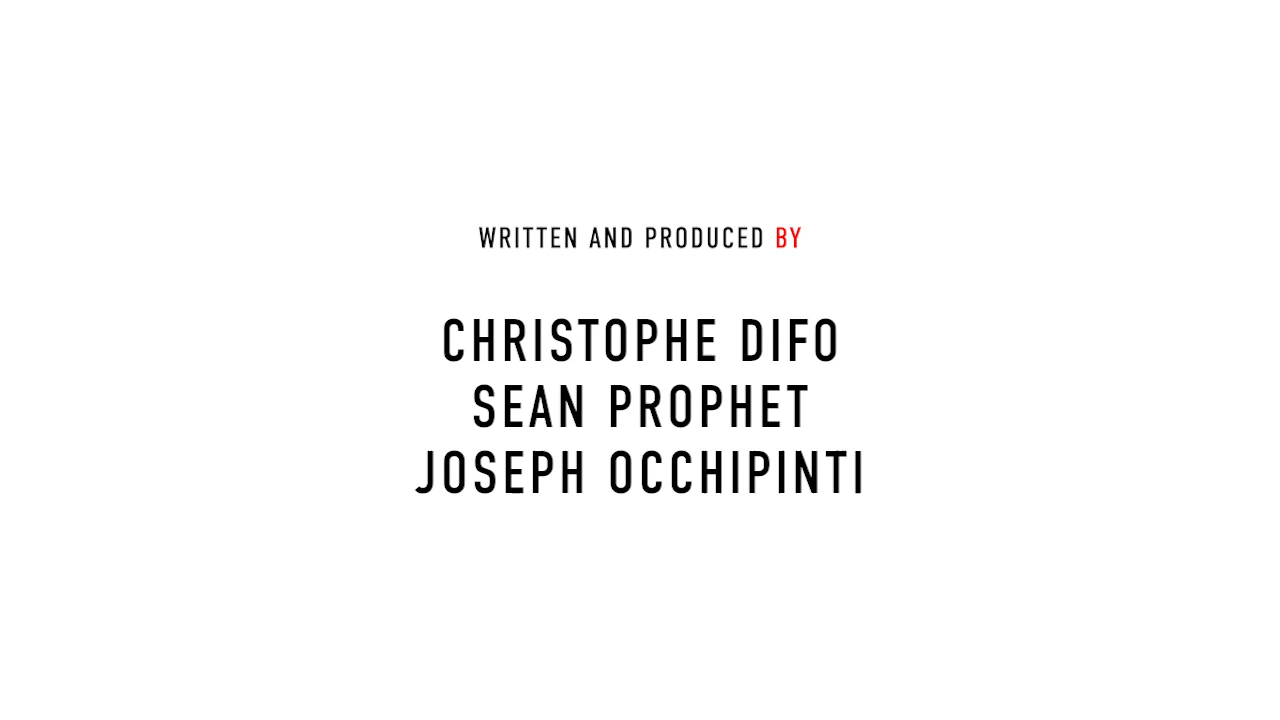 WRITTEN AND PRODUCED BY
CHRISTOPHE DIFO
SEAN PROPHET
JOSEPH OCCHIPINTI